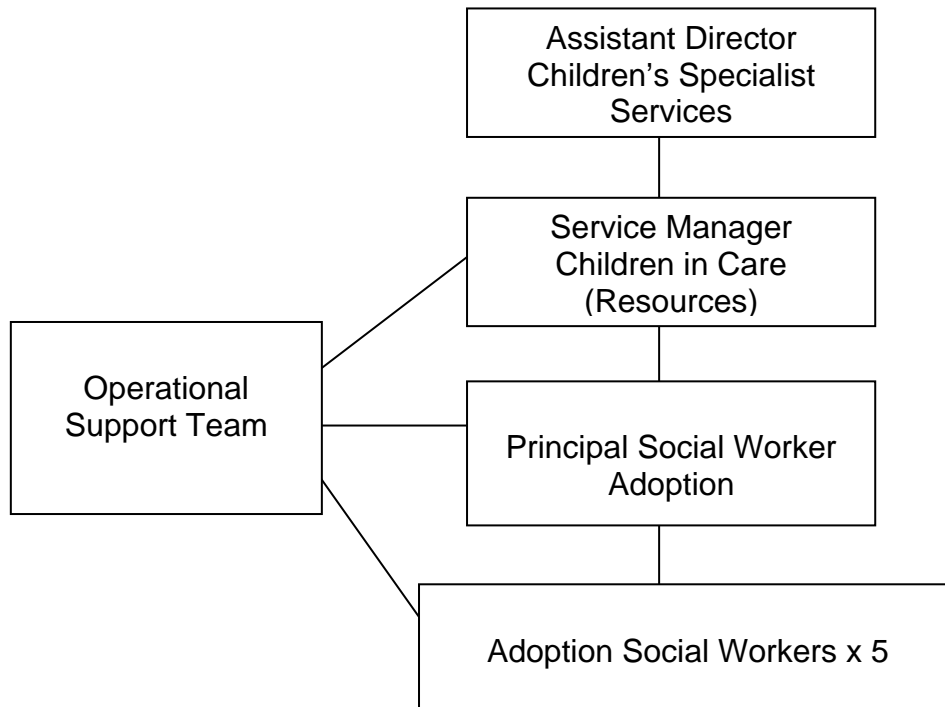 Assistant Director
Children’s Specialist
Services
Service Manager
Children in Care
(Resources)
Operational
Support Team
Principal Social Worker
Adoption
Adoption Social Workers x 5